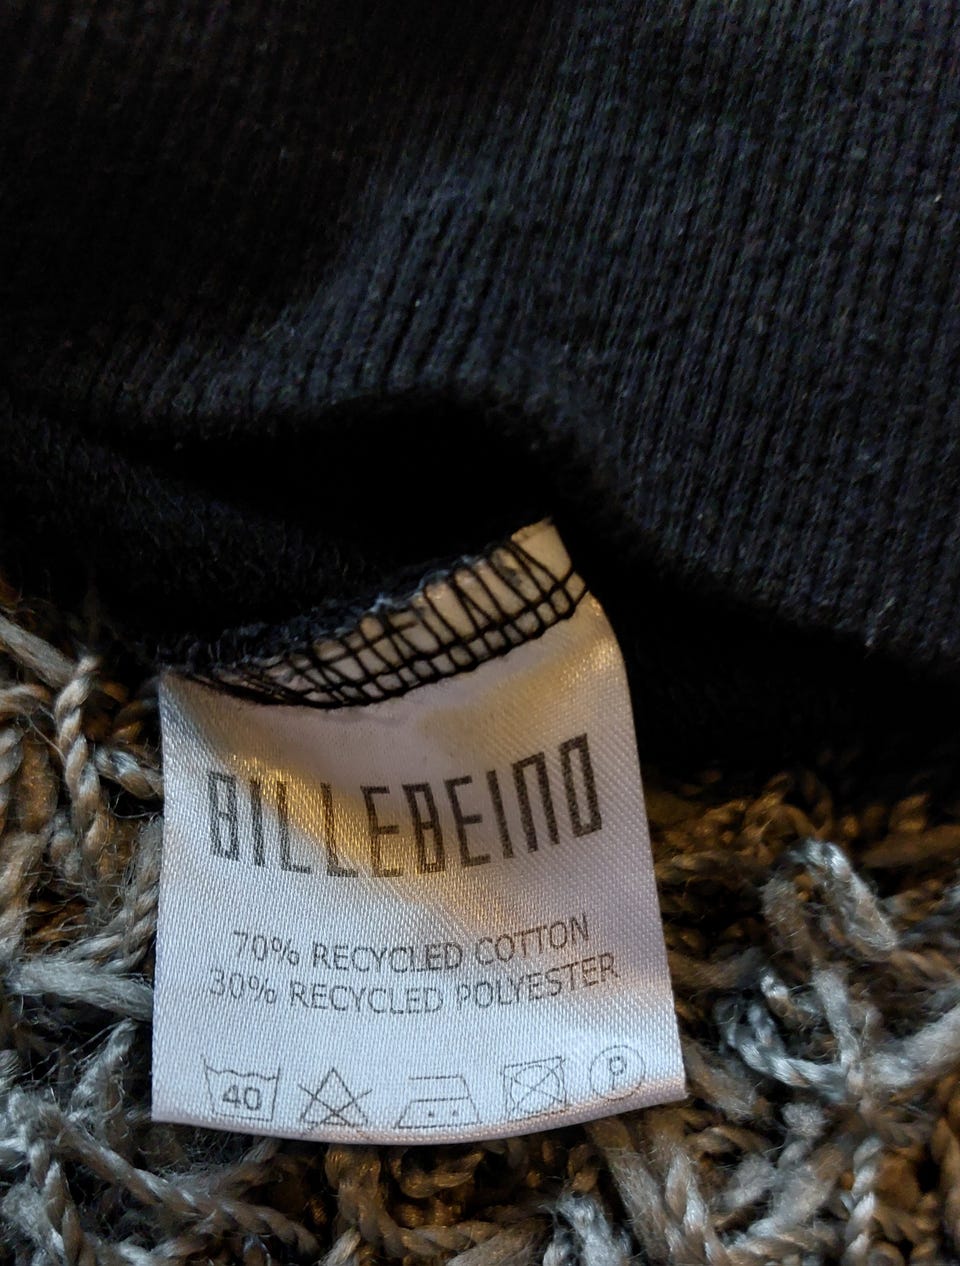 BILLEBEINO
70% RECYCLED COTTON
30% RECYCLED POLYESTER
40 P